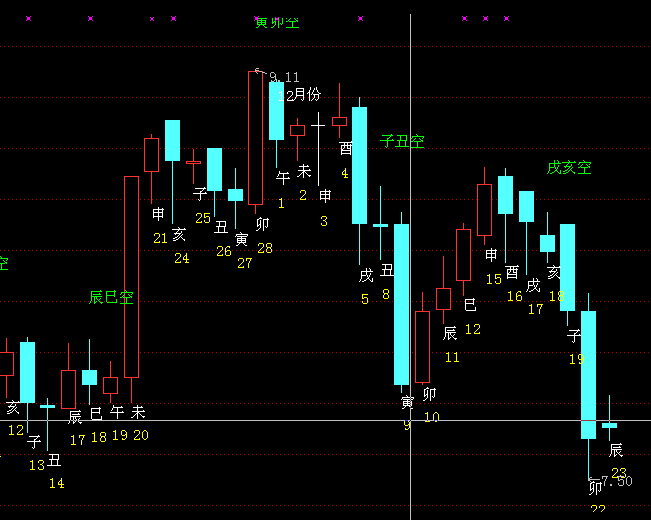 寅卯空
9.11
12月份
子丑空
戌亥空
空
辰巳空
亥
12
子
13
丑
14
辰
17
巳
18
午
19
未
20
申
21
亥
24
子
25
丑
26
寅
27
卯
28
午
1
未
2
申
3
酉
4
戌
5
丑
8
寅
9
卯
10
辰
11
巳
12
申
15
酉
16
戌
17
亥
18
子
19
卯
22
辰
23
7.50